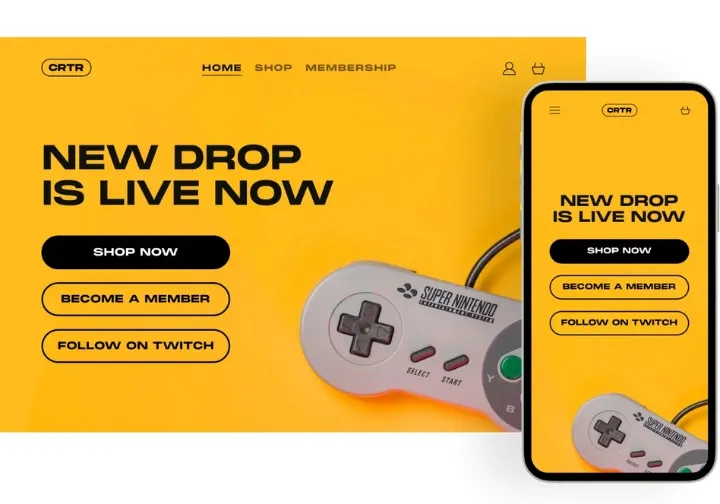 CRTR
HOME SHOP MEMBERSHIP
NEW DROP
IS LIVE NOW
SHOP NOW
BECOME A MEMBER
FOLLOW ON TWITCH
SUPER NINTENDO
ENTERTAINMENT SYSTEM
SELECT START
Y
B
CRTR
NEW DROP
IS LIVE NOW
SHOP NOW
BECOME A MEMBER
FOLLOW ON TWITCH
SUPER NINTENDO